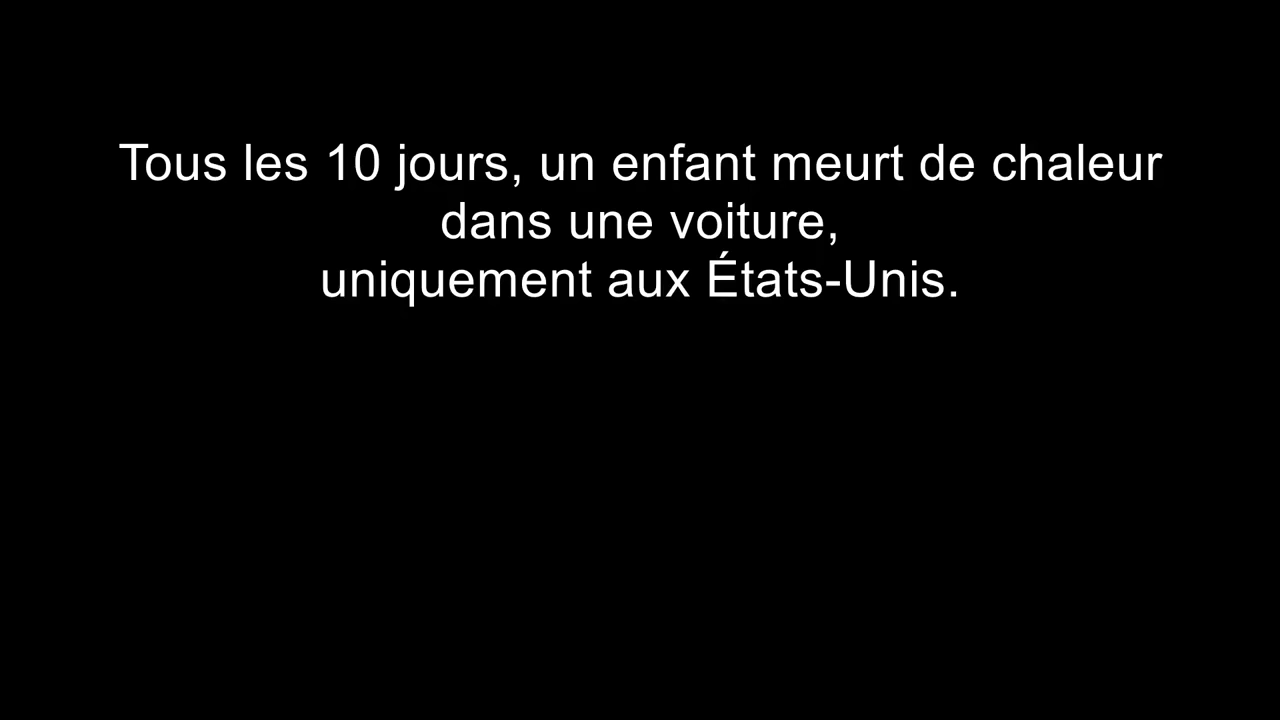 Tous les 10 jours, un enfant meurt de chaleur
dans une voiture,
uniquement aux États-Unis.